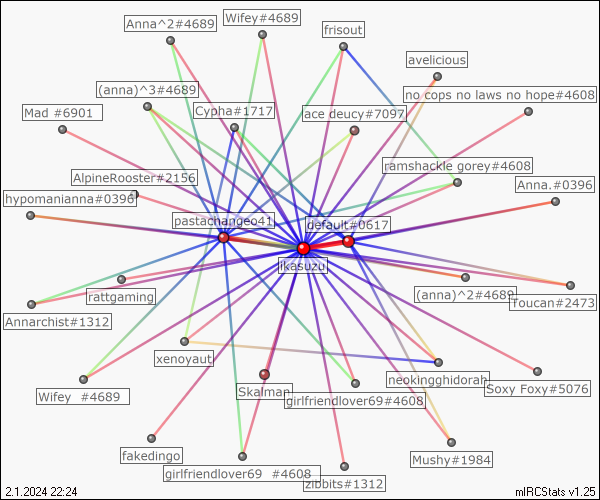 Anna^2#4689
Wifey#4689
frisout
avelicious
(anna)^3#4689
no cops no laws no hope#4608
Mad #6901
Cypha#1717
ace deucy#7097
ramshackle gorey#4608
AlpineRooster#2156
Anna.#0396
hypomanianna#0396
pastachangeo41
default#0617
ikasuzu
rattgaming
(anna)^2#4689
Toucan#2473
Annarchist#1312
xenoyaut
neokingghidorah
Soxy Foxy#5076
Wifey #4689
Skalman
girlfriendlover69#4608
fakedingo
girlfriendlover69 #4608
Mushy#1984
zibbits#1312
2.1.2024 22:24
mIRCStats v1.25